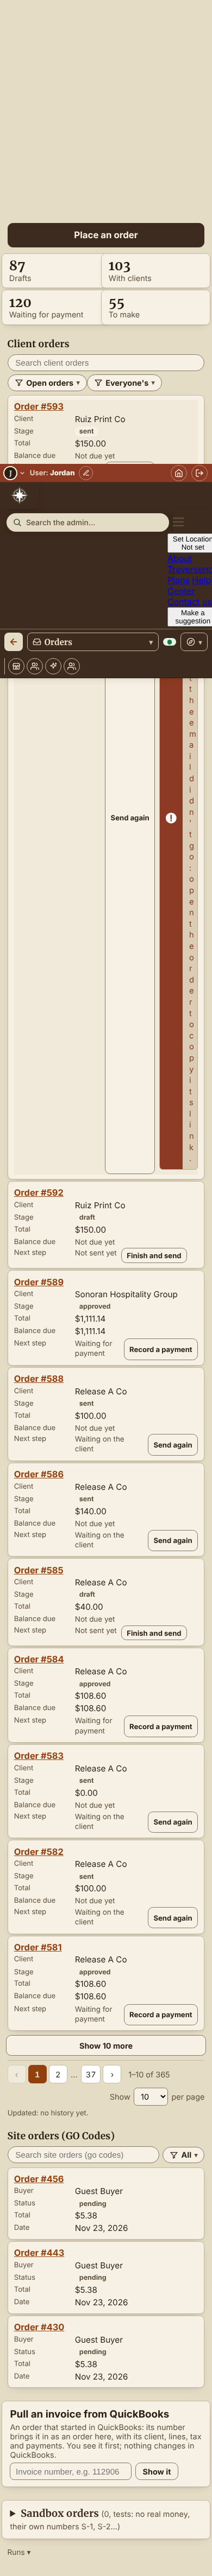 Place an order
87
Drafts
103
With clients
120
Waiting for payment
55
To make
Client orders
Search client orders
Open orders ▾
Everyone's ▾
Order #593
Client Ruiz Print Co
Stage sent
Total $150.00
Balance due Not due yet
J
User: Jordan
Search the admin...
Set Location
Not set
About
Traversers
Plans Help
Center
Contact us
Make a
suggestion
Orders ▾
Send again
!
t
h
e
e
m
a
i
l
d
i
d
n
'
t
g
o
:
o
p
e
n
t
h
e
o
r
d
e
r
t
o
c
o
p
y
i
t
s
l
i
n
k
.
Order #592
Client Ruiz Print Co
Stage draft
Total $150.00
Balance due Not due yet
Next step Not sent yet Finish and send
Order #589
Client Sonoran Hospitality Group
Stage approved
Total $1,111.14
Balance due $1,111.14
Next step Waiting for
payment
Record a payment
Order #588
Client Release A Co
Stage sent
Total $100.00
Balance due Not due yet
Next step Waiting on the
client
Send again
Order #586
Client Release A Co
Stage sent
Total $140.00
Balance due Not due yet
Next step Waiting on the
client
Send again
Order #585
Client Release A Co
Stage draft
Total $40.00
Balance due Not due yet
Next step Not sent yet Finish and send
Order #584
Client Release A Co
Stage approved
Total $108.60
Balance due $108.60
Next step Waiting for
payment
Record a payment
Order #583
Client Release A Co
Stage sent
Total $0.00
Balance due Not due yet
Next step Waiting on the
client
Send again
Order #582
Client Release A Co
Stage sent
Total $100.00
Balance due Not due yet
Next step Waiting on the
client
Send again
Order #581
Client Release A Co
Stage approved
Total $108.60
Balance due $108.60
Next step Waiting for
payment
Record a payment
Show 10 more
‹ 1 2 … 37 › 1–10 of 365
Show 10 per page
Updated: no history yet.
Site orders (GO Codes)
Search site orders (go codes)
All ▾
Order #456
Buyer Guest Buyer
Status pending
Total $5.38
Date Nov 23, 2026
Order #443
Buyer Guest Buyer
Status pending
Total $5.38
Date Nov 23, 2026
Order #430
Buyer Guest Buyer
Status pending
Total $5.38
Date Nov 23, 2026
Pull an invoice from QuickBooks
An order that started in QuickBooks: its number
brings it in as an order here, with its client, lines, tax
and payments. You see it first; nothing changes in
QuickBooks.
Invoice number, e.g. 112906
Show it
▶ Sandbox orders (0, tests: no real money,
their own numbers S-1, S-2...)
Runs ▾